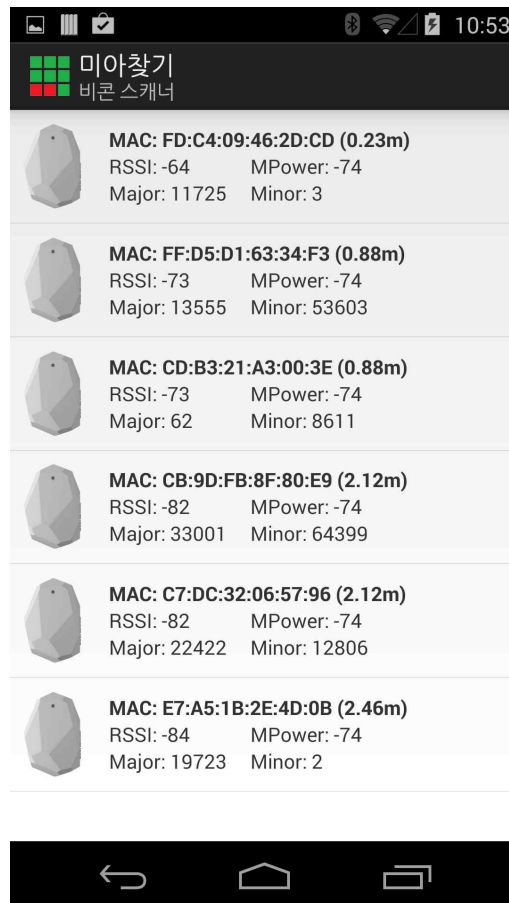 10:53
미아찾기
비콘 스캐너
MAC: FD:C4:09:46:2D:CD (0.23m)
RSSI: -64 MPower: -74
Major: 11725 Minor: 3
MAC: FF:D5:D1:63:34:F3 (0.88m)
RSSI: -73 MPower: -74
Major: 13555 Minor: 53603
MAC: CD:B3:21:A3:00:3E (0.88m)
RSSI: -73 MPower: -74
Major: 62 Minor: 8611
MAC: CB:9D:FB:8F:80:E9 (2.12m)
RSSI: -82 MPower: -74
Major: 33001 Minor: 64399
MAC: C7:DC:32:06:57:96 (2.12m)
RSSI: -82 MPower: -74
Major: 22422 Minor: 12806
MAC: E7:A5:1B:2E:4D:0B (2.46m)
RSSI: -84 MPower: -74
Major: 19723 Minor: 2